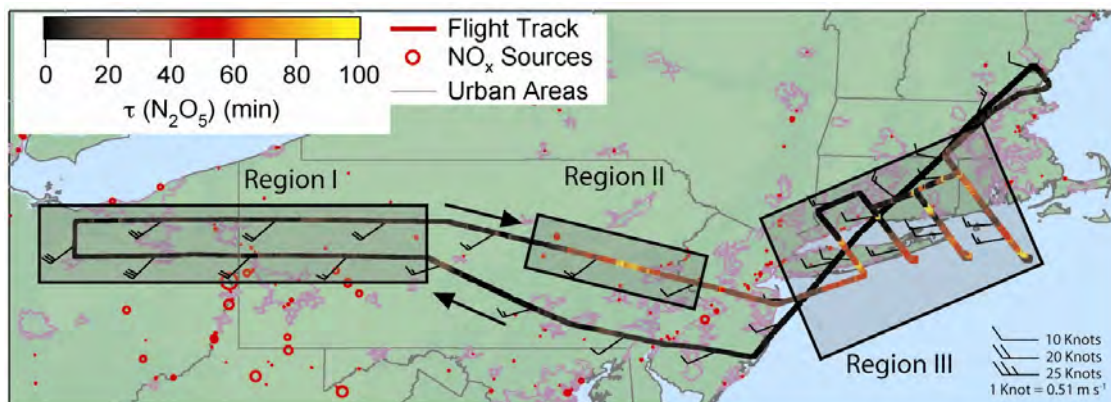 0 20 40 60 80 100
τ (N₂O₅) (min)
Flight Track
NOₓ Sources
Urban Areas
Region I
Region II
Region III
10 Knots
20 Knots
25 Knots
1 Knot = 0.51 m s⁻¹